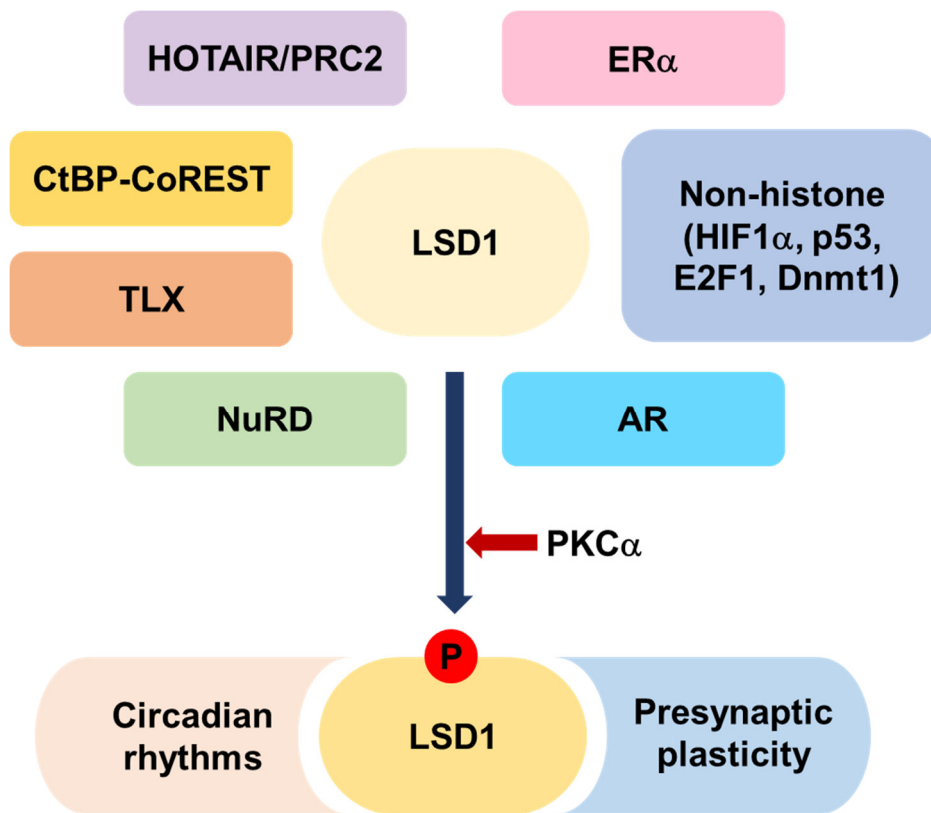 HOTAIR/PRC2
ERα
CtBP-CoREST
LSD1
Non-histone
(HIF1α, p53,
E2F1, Dnmt1)
TLX
NuRD
AR
PKCα
P
Circadian
rhythms
LSD1
Presynaptic
plasticity